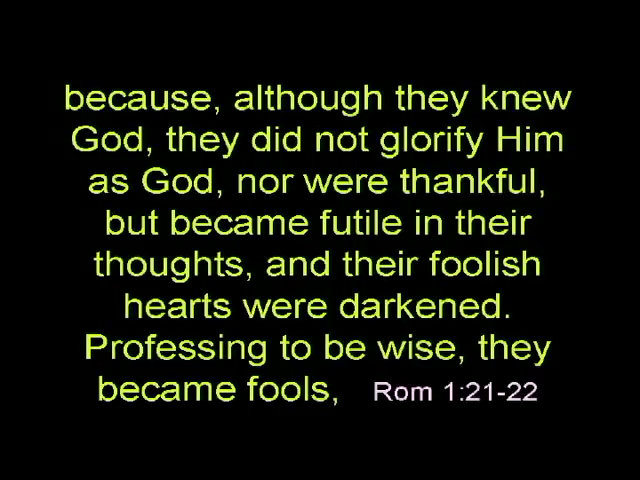 because, although they knew
God, they did not glorify Him
as God, nor were thankful,
but became futile in their
thoughts, and their foolish
hearts were darkened.
Professing to be wise, they
became fools, Rom 1:21-22